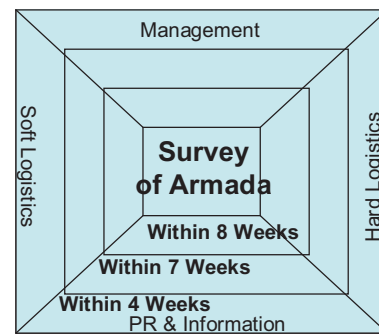 Management
Soft Logistics
Hard Logistics
Survey
of Armada
Within 8 Weeks
Within 7 Weeks
Within 4 Weeks
PR & Information